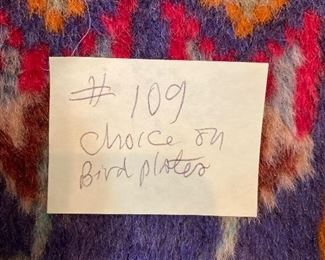 # 109
choice on
Bird plates